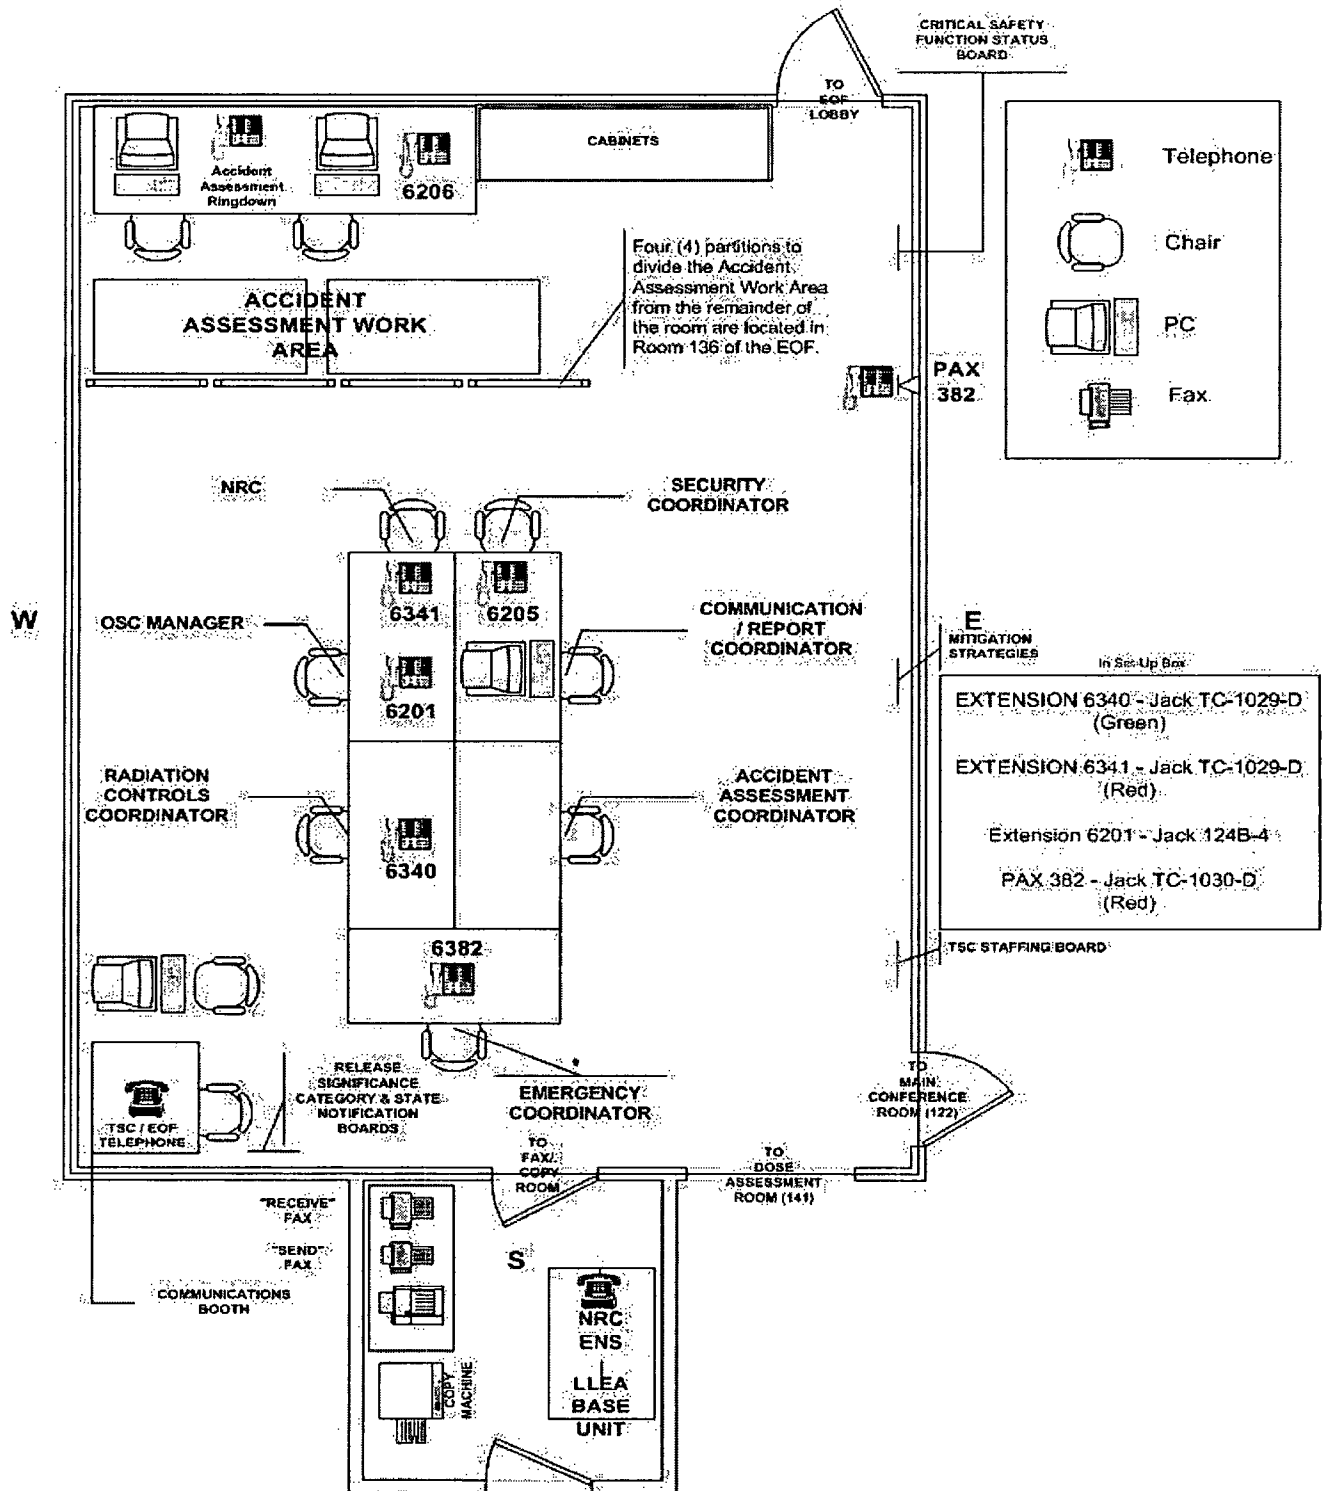 CRITICAL SAFETY
FUNCTION STATUS
BOARD
TO
EOF
LOBBY
CABINETS
Accident
Assessment
Ringdown
6206
Telephone
Chair
PC
Fax
Four (4) partitions to
divide the Accident
Assessment Work Area
from the remainder of
the room are located in
Room 136 of the EOF.
ACCIDENT
ASSESSMENT WORK
AREA
PAX
382
NRC
SECURITY
COORDINATOR
6341
6205
W
OSC MANAGER
COMMUNICATION
/ REPORT
COORDINATOR
E
MITIGATION
STRATEGIES
6201
In Set-Up Box
EXTENSION 6340 - Jack TC-1029-D
(Green)
EXTENSION 6341 - Jack TC-1029-D
(Red)
Extension 6201 - Jack 124B-4
PAX 382 - Jack TC-1030-D
(Red)
RADIATION
CONTROLS
COORDINATOR
ACCIDENT
ASSESSMENT
COORDINATOR
6340
6382
TSC STAFFING BOARD
RELEASE
SIGNIFICANCE
CATEGORY & STATE
NOTIFICATION
BOARDS
EMERGENCY
COORDINATOR
TO
MAIN
CONFERENCE
ROOM (122)
TSC / EOF
TELEPHONE
TO
FAX/
COPY
ROOM
TO
DOSE
ASSESSMENT
ROOM (141)
"RECEIVE"
FAX
"SEND"
FAX
S
COMMUNICATIONS
BOOTH
NRC
ENS
LLEA
BASE
UNIT
COPY
MACHINE